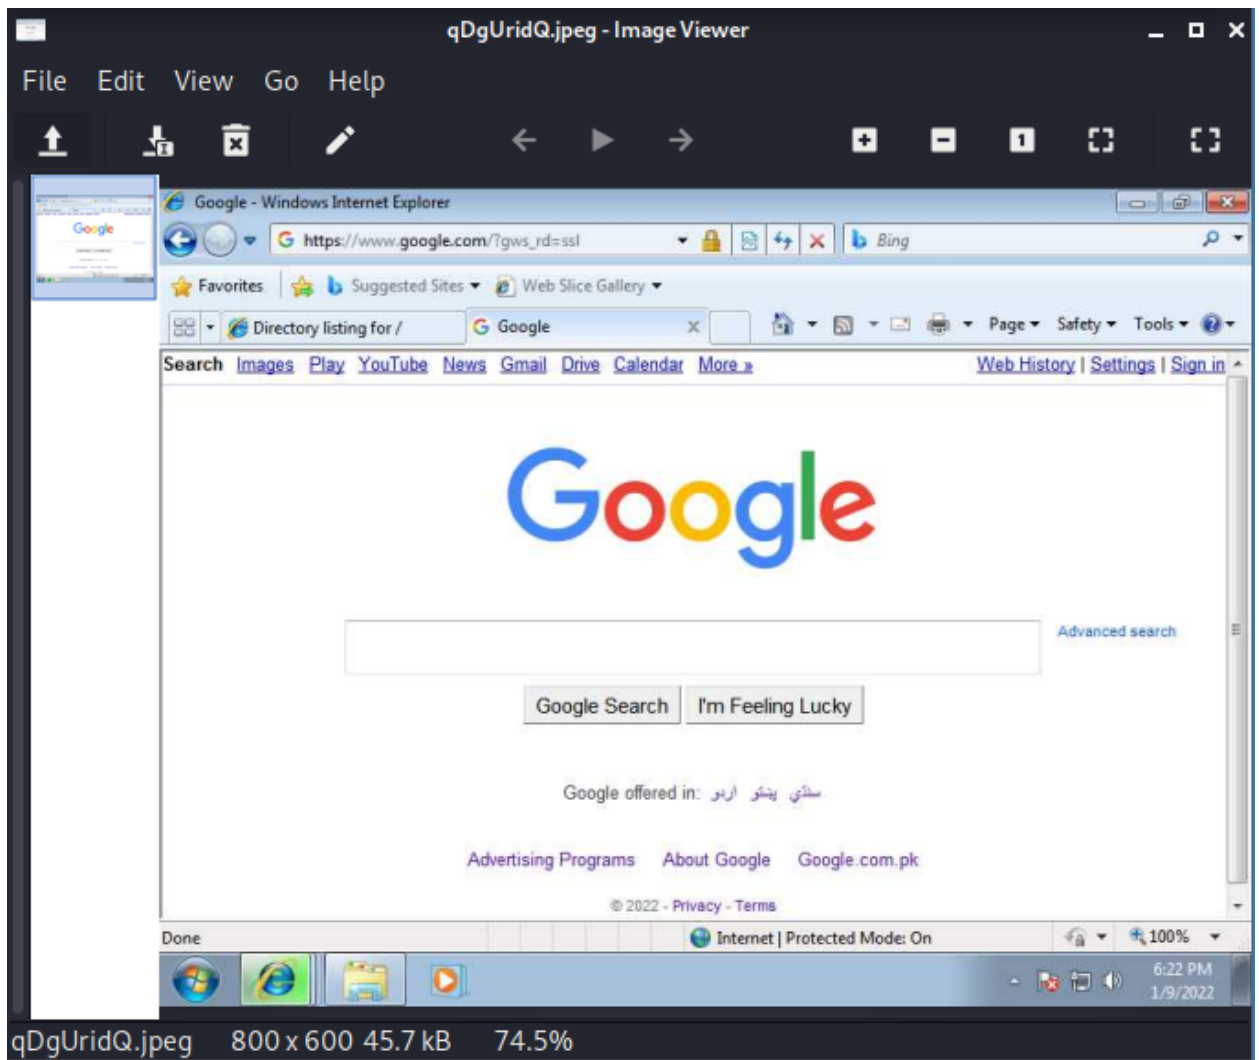 qDgUridQ.jpeg - Image Viewer
File Edit View Go Help
Google - Windows Internet Explorer
https://www.google.com/?gws_rd=ssl Bing
Favorites Suggested Sites Web Slice Gallery
Directory listing for / Google Page Safety Tools
Search Images Play YouTube News Gmail Drive Calendar More » Web History | Settings | Sign in
Google
Advanced search
Google Search I'm Feeling Lucky
Google offered in: اردو پښتو سنڌي
Advertising Programs About Google Google.com.pk
© 2022 - Privacy - Terms
Done Internet | Protected Mode: On 100%
6:22 PM
1/9/2022
qDgUridQ.jpeg 800 x 600 45.7 kB 74.5%